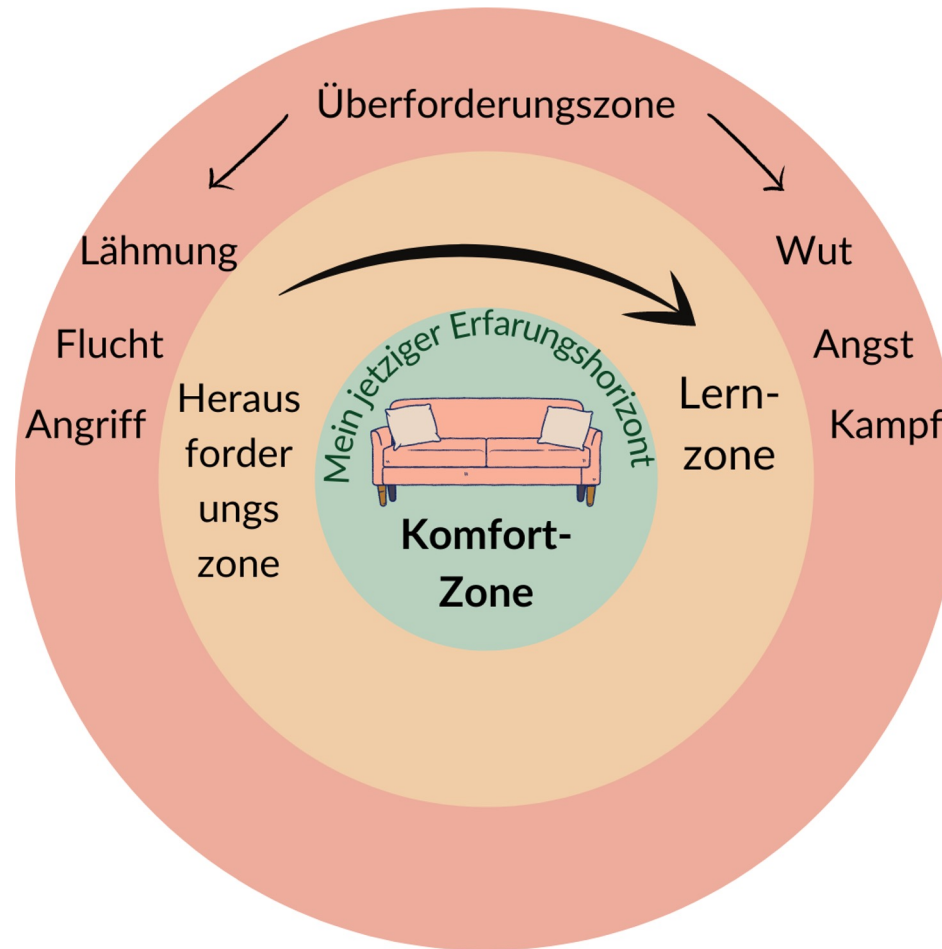 Überforderungszone
Lähmung
Wut
Flucht
Angst
Angriff
Kampf
Heraus
forder
ungs
zone
Lern-
zone
Mein jetziger Erfarungshorizont
Komfort-
Zone